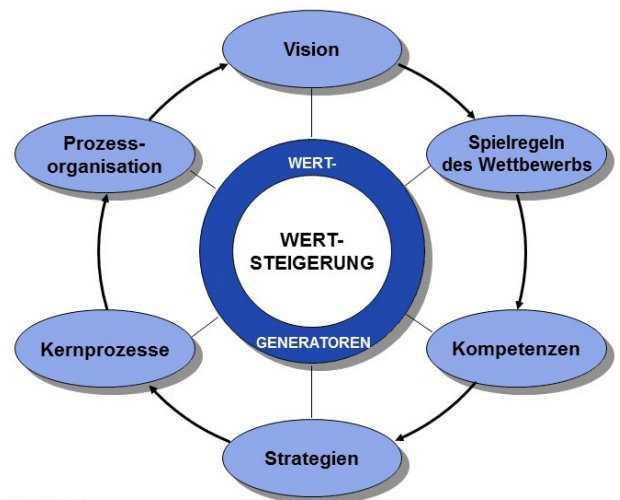 Vision
Spielregeln
des Wettbewerbs
Kompetenzen
Strategien
Kernprozesse
Prozess-
organisation
WERT-
WERT-
STEIGERUNG
GENERATOREN